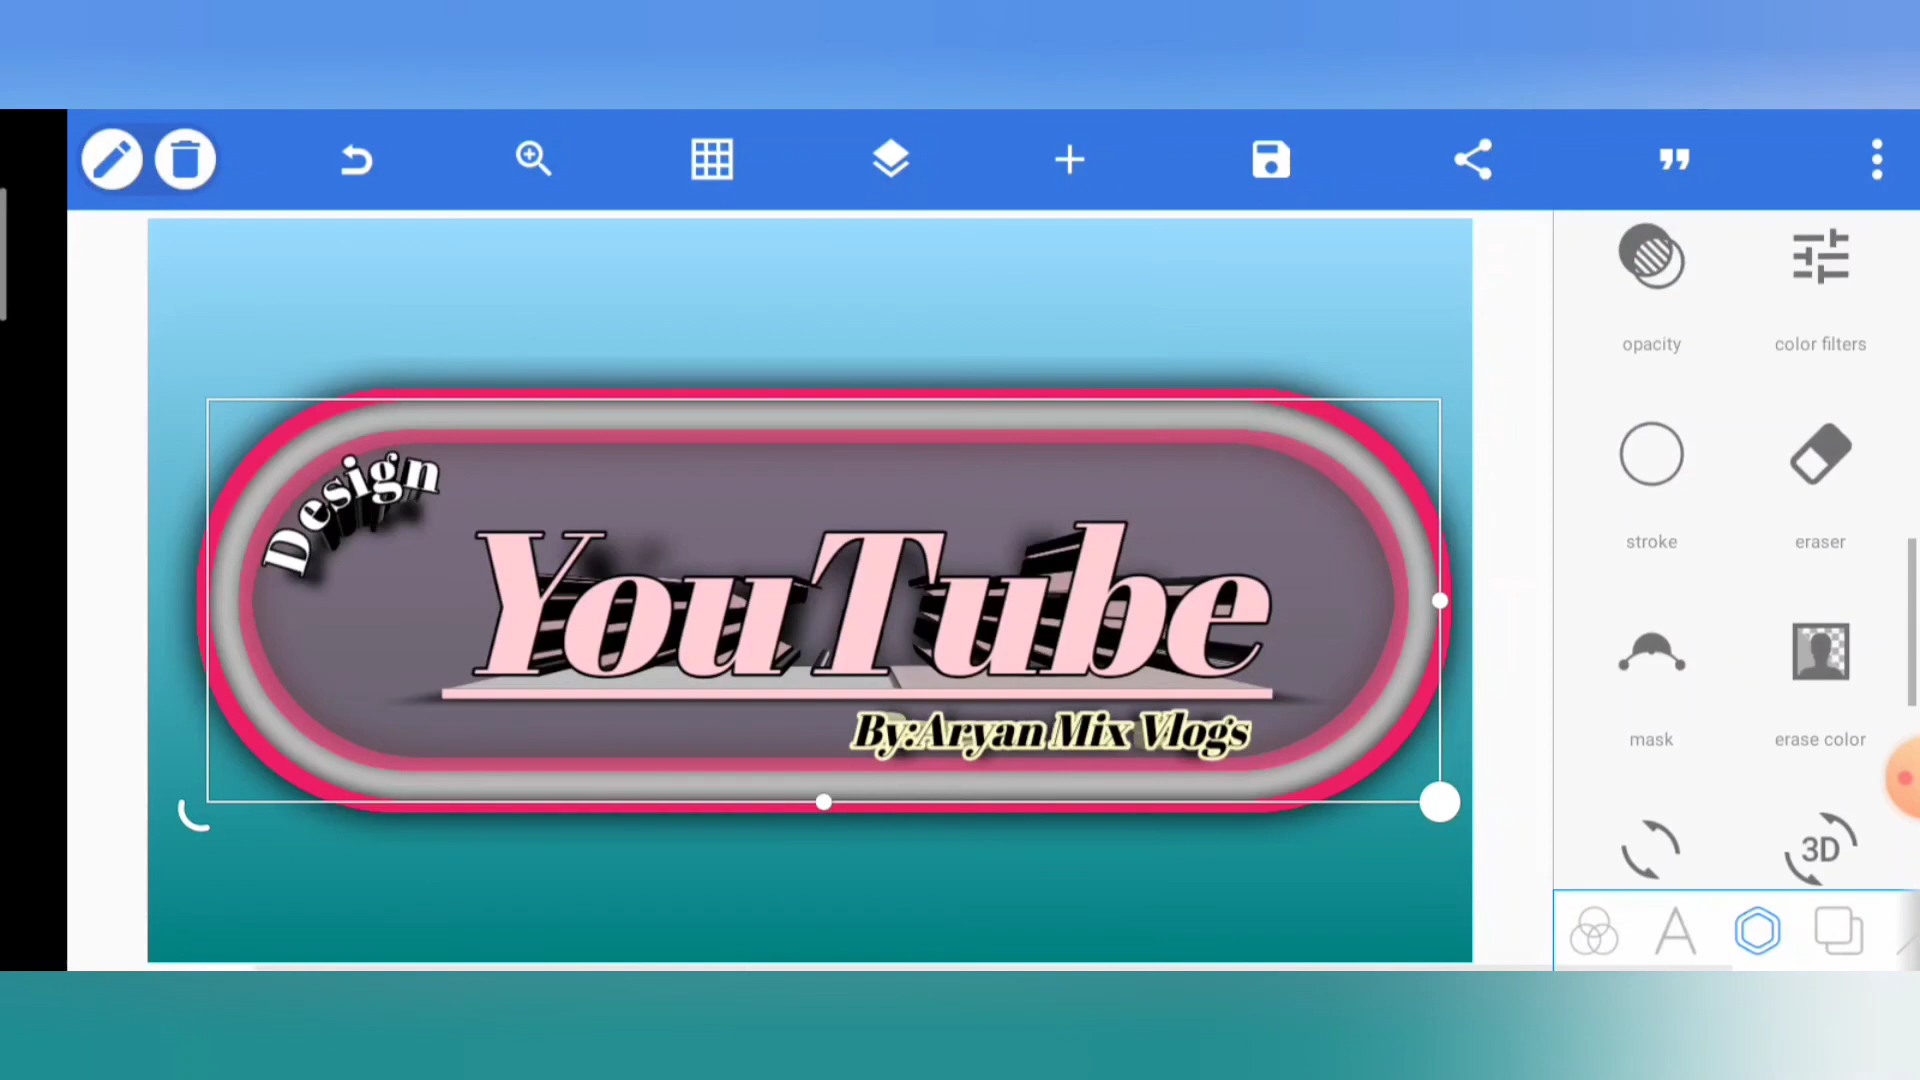 opacity
color filters
Design
stroke
eraser
YouTube
By:Aryan Mix Vlogs
mask
erase color
3D